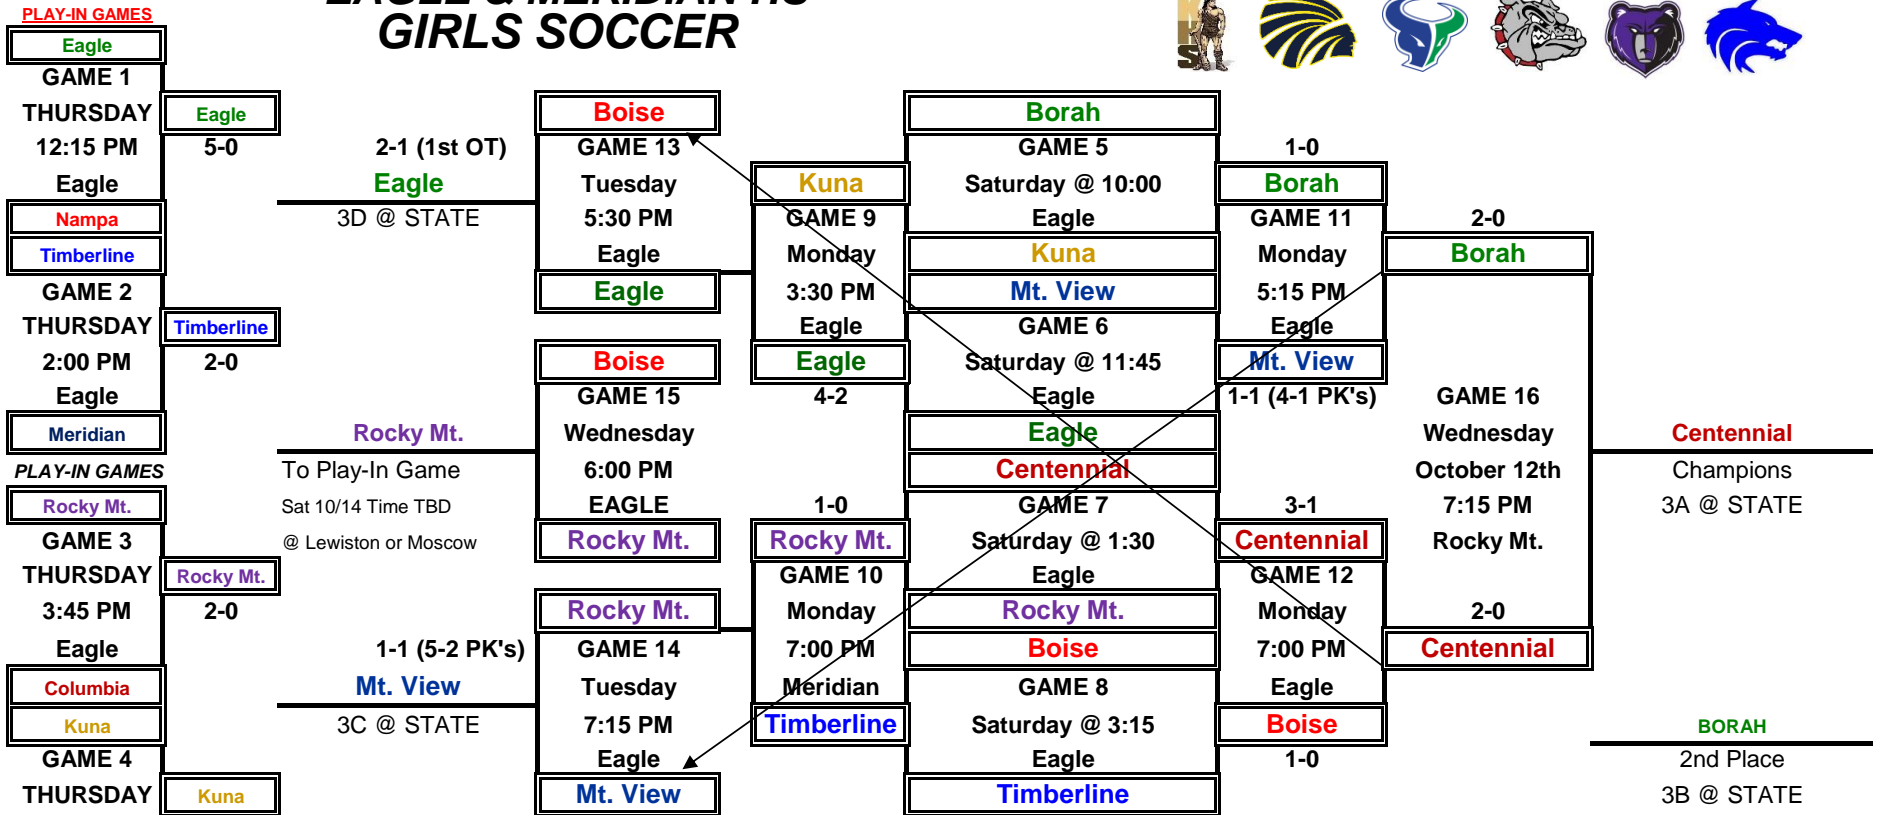 GIRLS SOCCER
PLAY-IN GAMES
Eagle
GAME 1
THURSDAY
12:15 PM
Eagle
Nampa
Timberline
GAME 2
THURSDAY
2:00 PM
Eagle
Meridian
PLAY-IN GAMES
Rocky Mt.
GAME 3
THURSDAY
3:45 PM
Eagle
Columbia
Kuna
GAME 4
THURSDAY
Eagle
5-0
Timberline
2-0
Rocky Mt.
2-0
Kuna
2-1 (1st OT)
Eagle
3D @ STATE
Rocky Mt.
To Play-In Game
Sat 10/14 Time TBD
@ Lewiston or Moscow
1-1 (5-2 PK's)
Mt. View
3C @ STATE
Boise
GAME 13
Tuesday
5:30 PM
Eagle
Eagle
Boise
GAME 15
Wednesday
6:00 PM
EAGLE
Rocky Mt.
Rocky Mt.
GAME 14
Tuesday
7:15 PM
Eagle
Mt. View
Kuna
GAME 9
Monday
3:30 PM
Eagle
Eagle
4-2
1-0
Rocky Mt.
GAME 10
Monday
7:00 PM
Meridian
Timberline
Borah
GAME 5
Saturday @ 10:00
Eagle
Kuna
Mt. View
GAME 6
Saturday @ 11:45
Eagle
Eagle
Centennial
GAME 7
Saturday @ 1:30
Eagle
Rocky Mt.
Boise
GAME 8
Saturday @ 3:15
Eagle
Timberline
1-0
Borah
GAME 11
Monday
5:15 PM
Eagle
Mt. View
1-1 (4-1 PK's)
3-1
Centennial
GAME 12
Monday
7:00 PM
Eagle
Boise
1-0
2-0
Borah
GAME 16
Wednesday
October 12th
7:15 PM
Rocky Mt.
2-0
Centennial
Centennial
Champions
3A @ STATE
BORAH
2nd Place
3B @ STATE